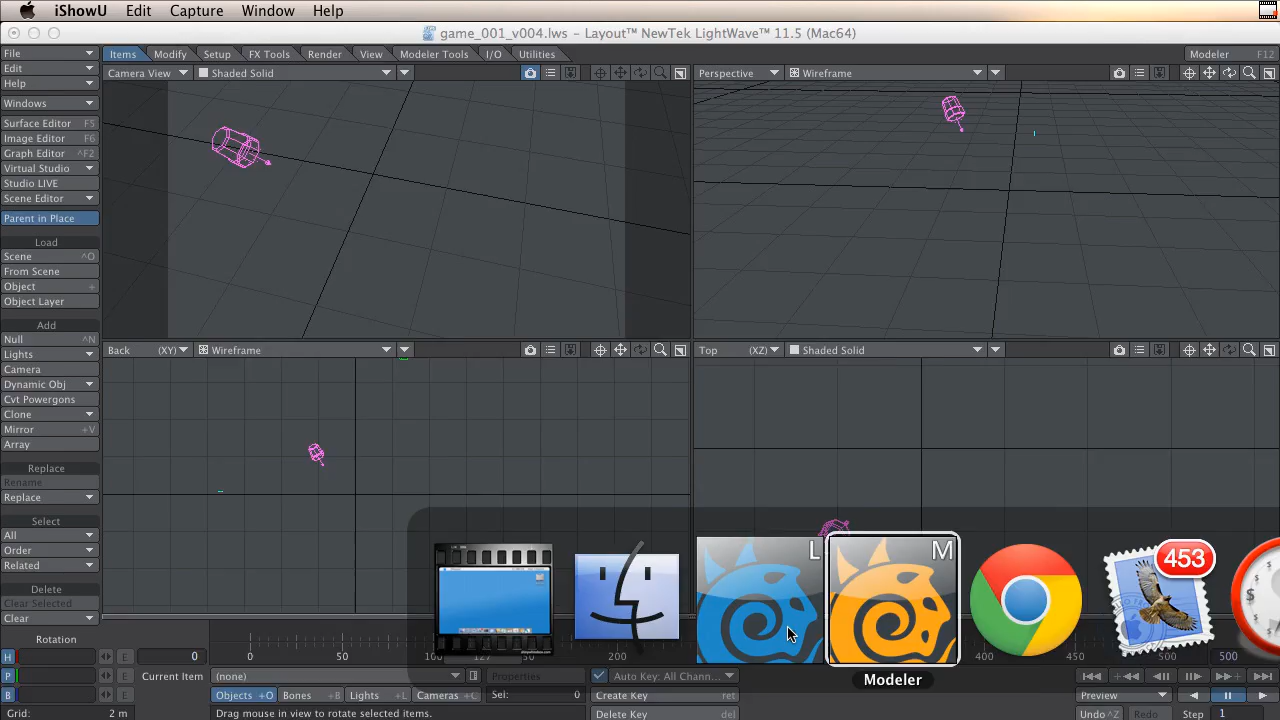 iShowU Edit Capture Window Help
game_001_v004.lws – Layout™ NewTek LightWave™ 11.5 (Mac64)
File Items Modify Setup FX Tools Render View Modeler Tools I/O Utilities Modeler F12
Edit Camera View Shaded Solid Perspective Wireframe
Help
Windows
Surface Editor F5
Image Editor F6
Graph Editor ^F2
Virtual Studio
Studio LIVE
Scene Editor
Parent in Place
Load
Scene ^O
From Scene
Object +
Object Layer
Add
Null ^N
Lights Back (XY) Wireframe Top (XZ) Shaded Solid
Camera
Dynamic Obj
Cvt Powergons
Clone
Mirror +V
Array
Replace
Rename
Replace
Select
All
Order
Related
Delete
Clear Selected
Clear
L M 453
Rotation
H 0 0 50 100 127 200 400 450 500 500
Modeler
P Current Item (none) Properties Auto Key: All Chann...
B Objects +O Bones +B Lights +L Cameras +C Sel: 0 Create Key ret Preview
Grid: 2 m Drag mouse in view to rotate selected items. Delete Key del Undo ^Z Redo Step 1